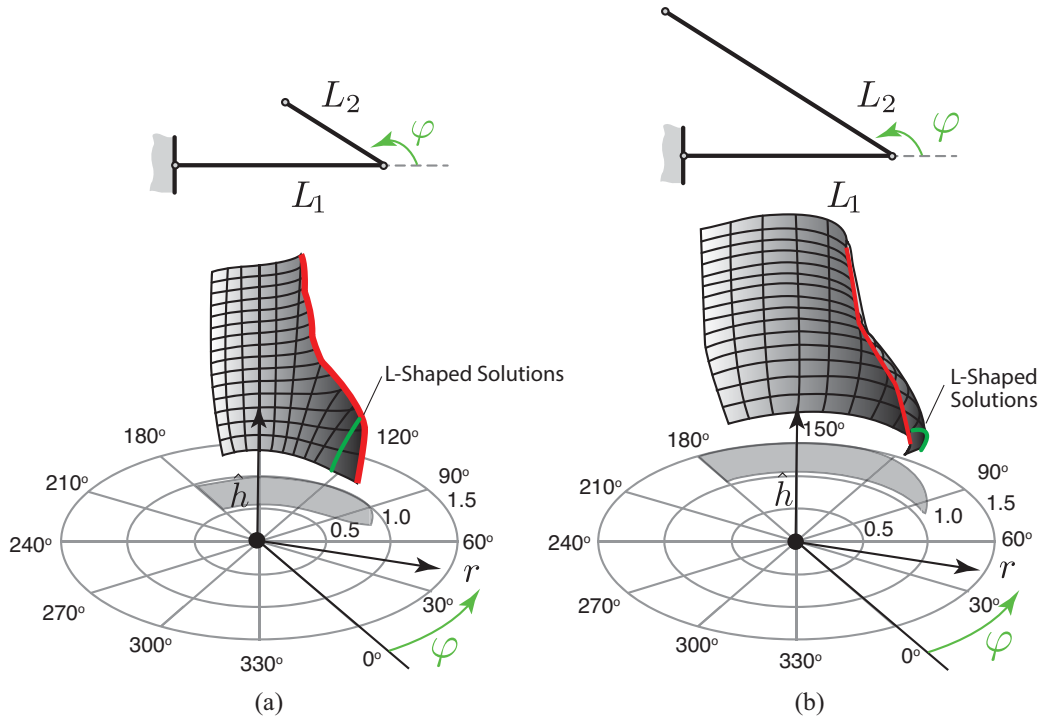 L₂
φ
L₁
L-Shaped Solutions
180°
120°
210°
90°
ĥ
1.5
1.0
0.5
240°
60°
r
270°
30°
300°
0°
φ
330°
(a)
L₂
φ
L₁
L-Shaped
Solutions
180°
150°
210°
90°
ĥ
1.5
1.0
0.5
240°
60°
r
270°
30°
300°
0°
φ
330°
(b)